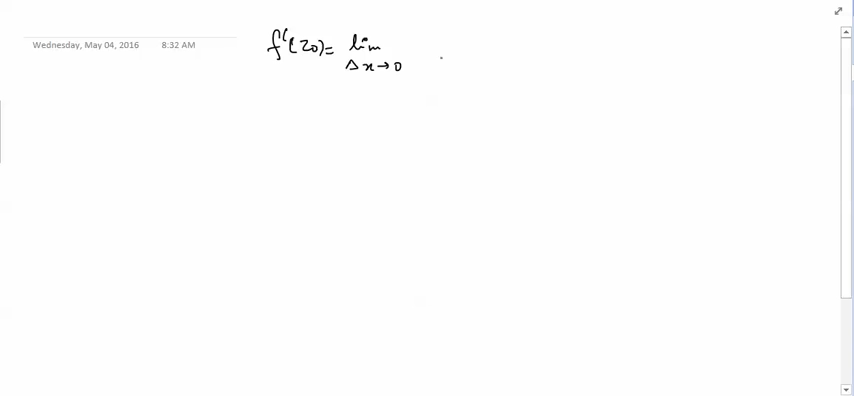 Wednesday, May 04, 2016 8:32 AM
f'(z0)= lim
Δx→0